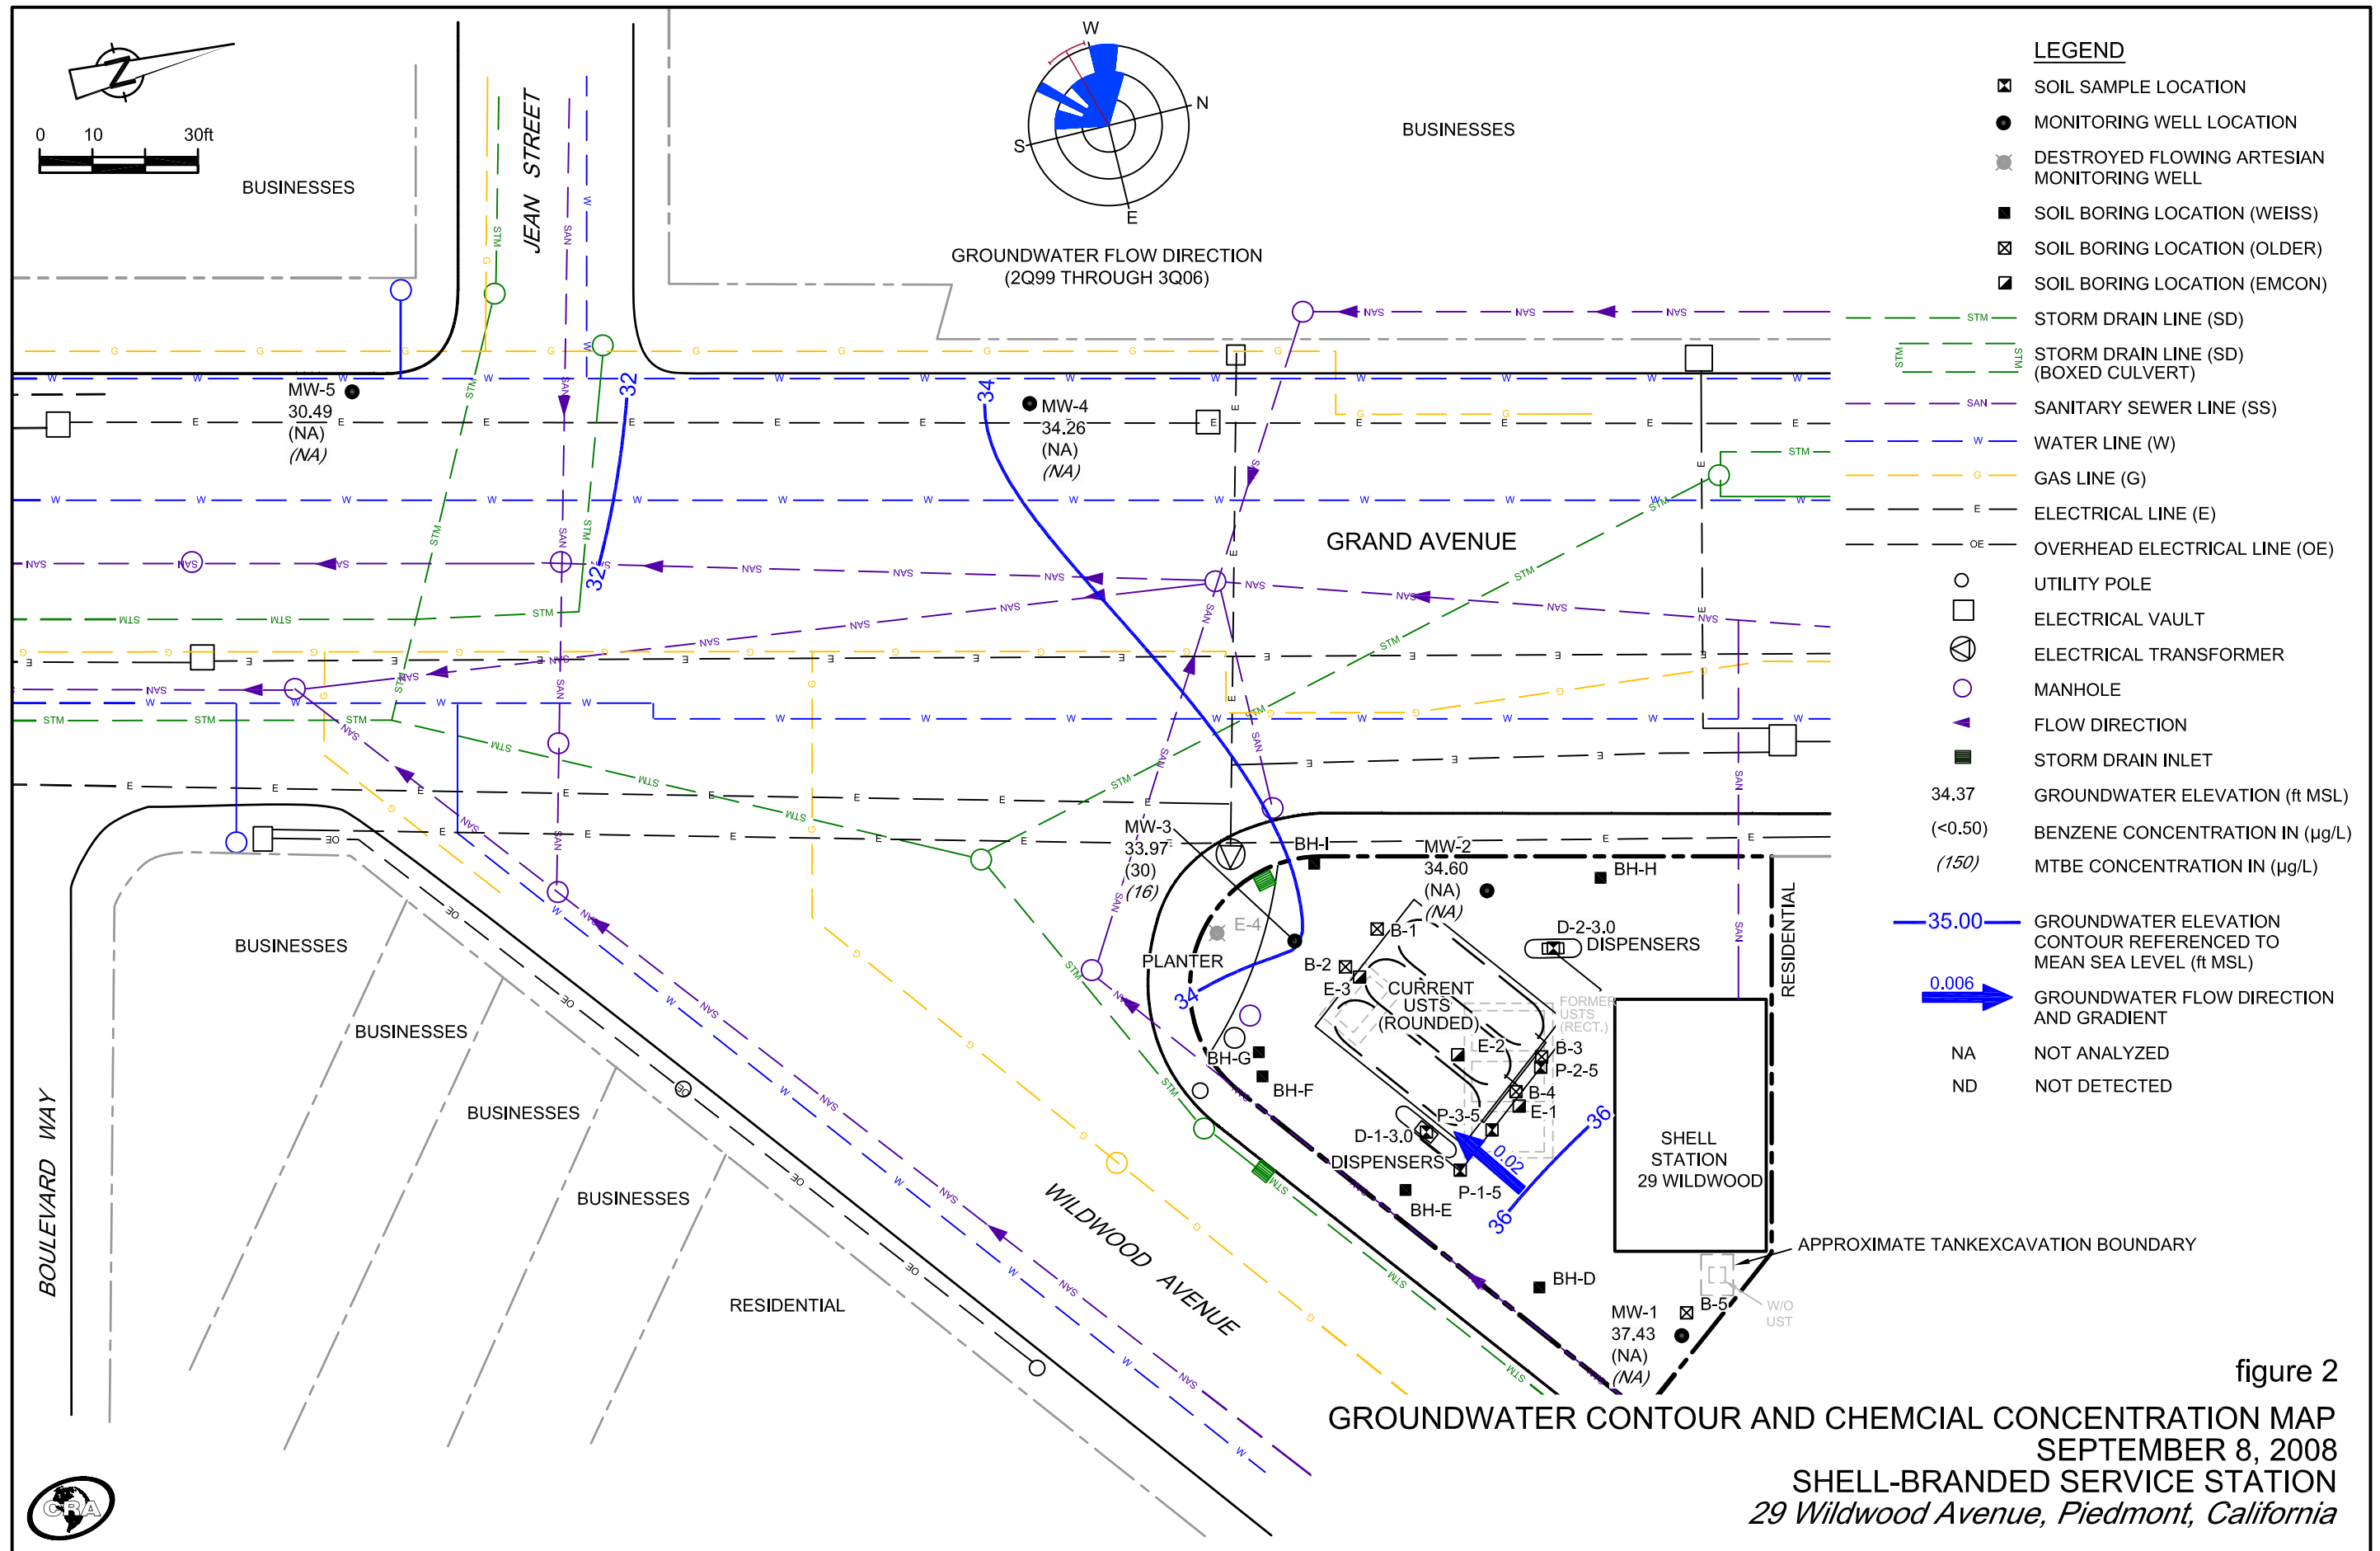 LEGEND
SOIL SAMPLE LOCATION
MONITORING WELL LOCATION
DESTROYED FLOWING ARTESIAN
MONITORING WELL
SOIL BORING LOCATION (WEISS)
SOIL BORING LOCATION (OLDER)
SOIL BORING LOCATION (EMCON)
STM STORM DRAIN LINE (SD)
STM STM STORM DRAIN LINE (SD)
(BOXED CULVERT)
SAN SANITARY SEWER LINE (SS)
W WATER LINE (W)
G GAS LINE (G)
E ELECTRICAL LINE (E)
OE OVERHEAD ELECTRICAL LINE (OE)
UTILITY POLE
ELECTRICAL VAULT
ELECTRICAL TRANSFORMER
MANHOLE
FLOW DIRECTION
STORM DRAIN INLET
34.37 GROUNDWATER ELEVATION (ft MSL)
(<0.50) BENZENE CONCENTRATION IN (µg/L)
(150) MTBE CONCENTRATION IN (µg/L)
35.00 GROUNDWATER ELEVATION
CONTOUR REFERENCED TO
MEAN SEA LEVEL (ft MSL)
0.006
GROUNDWATER FLOW DIRECTION
AND GRADIENT
NA NOT ANALYZED
ND NOT DETECTED
Z
0 10 30ft
BUSINESSES
JEAN STREET
W
N
S
E
GROUNDWATER FLOW DIRECTION
(2Q99 THROUGH 3Q06)
BUSINESSES
MW-5
30.49
(NA)
(NA)
32
32
34
MW-4
34.26
(NA)
(NA)
GRAND AVENUE
MW-3
33.97
(30)
(16)
BH-I
MW-2
34.60
(NA)
(NA)
BH-H
E-4
B-1
D-2-3.0
DISPENSERS
RESIDENTIAL
PLANTER
34
B-2
E-3
CURRENT
USTS
(ROUNDED)
FORMER
USTS
(RECT.)
BH-G
BH-F
E-2
B-3
P-2-5
B-4
E-1
P-3-5
D-1-3.0
DISPENSERS
P-1-5
BH-E
0.02
36
36
SHELL
STATION
29 WILDWOOD
APPROXIMATE TANKEXCAVATION BOUNDARY
BH-D
B-5
W/O
UST
MW-1
37.43
(NA)
(NA)
BOULEVARD WAY
BUSINESSES
BUSINESSES
BUSINESSES
BUSINESSES
RESIDENTIAL
WILDWOOD AVENUE
figure 2
GROUNDWATER CONTOUR AND CHEMCIAL CONCENTRATION MAP
SEPTEMBER 8, 2008
SHELL-BRANDED SERVICE STATION
29 Wildwood Avenue, Piedmont, California
CRA